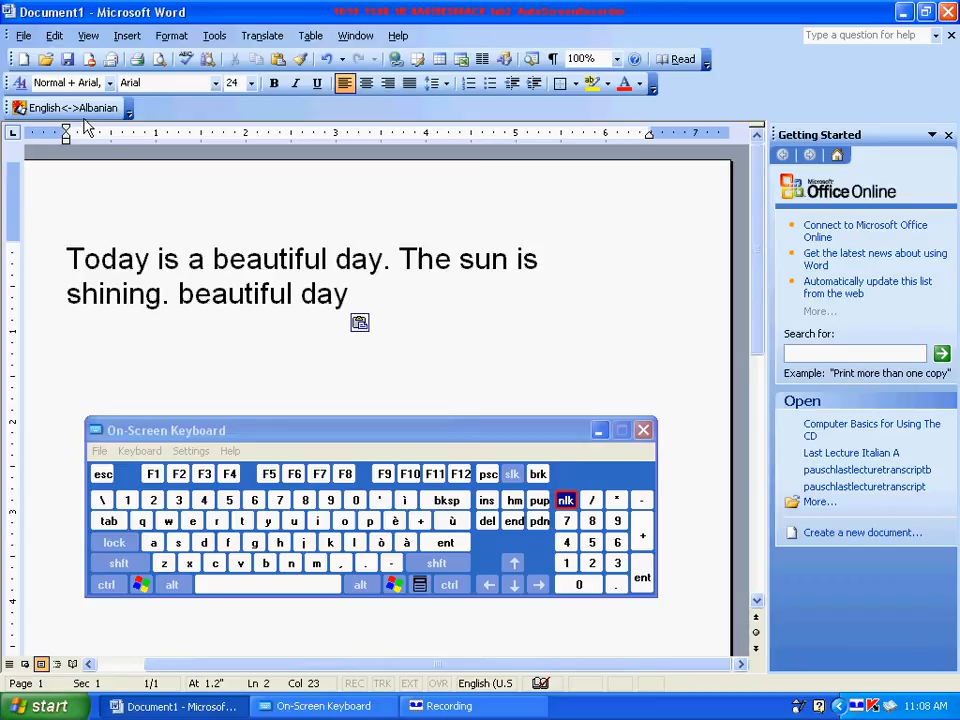 Document1 - Microsoft Word
File Edit View Insert Format Tools Translate Table Window Help
Type a question for help
100% Read
Normal + Arial, Arial 24 B I U
English<->Albanian
1 2 3 4 5 6 7
Getting Started
Microsoft
Office Online
Connect to Microsoft Office
Online
Get the latest news about using
Word
Automatically update this list
from the web
More...
Search for:
Example: "Print more than one copy"
Open
Computer Basics for Using The
CD
Last Lecture Italian A
pauschlastlecturetranscriptb
pauschlastlecturetranscript
More...
Create a new document...
Today is a beautiful day. The sun is
shining. beautiful day
On-Screen Keyboard
File Keyboard Settings Help
esc F1 F2 F3 F4 F5 F6 F7 F8 F9 F10 F11 F12 psc slk brk
\ 1 2 3 4 5 6 7 8 9 0 ' ì bksp ins hm pup nlk / * -
tab q w e r t y u i o p è + ù del end pdn 7 8 9 +
lock a s d f g h j k l ò à ent 4 5 6
shft z x c v b n m , . - shft 1 2 3 ent
ctrl alt alt ctrl 0 .
Page 1 Sec 1 1/1 At 1.2" Ln 2 Col 23 REC TRK EXT OVR English (U.S
start Document1 - Microsof... On-Screen Keyboard Recording 11:08 AM